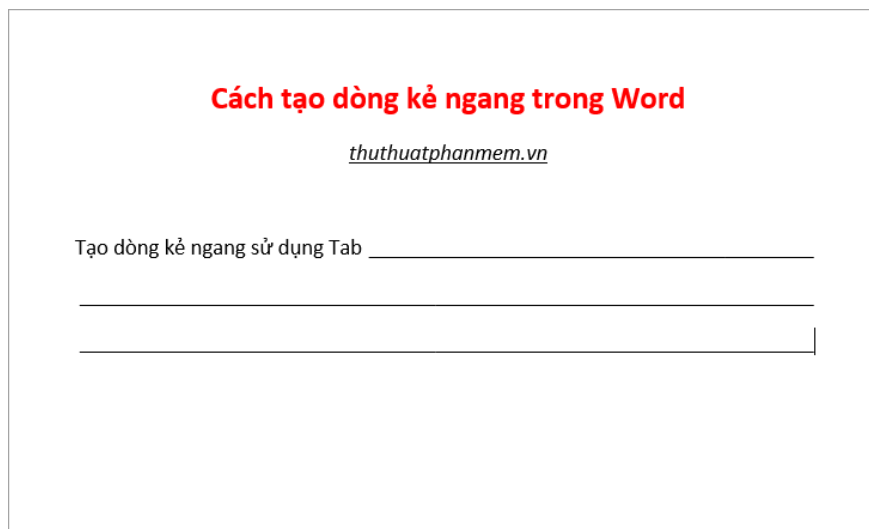 Cách tạo dòng kẻ ngang trong Word
thuthuatphanmem.vn
Tạo dòng kẻ ngang sử dụng Tab